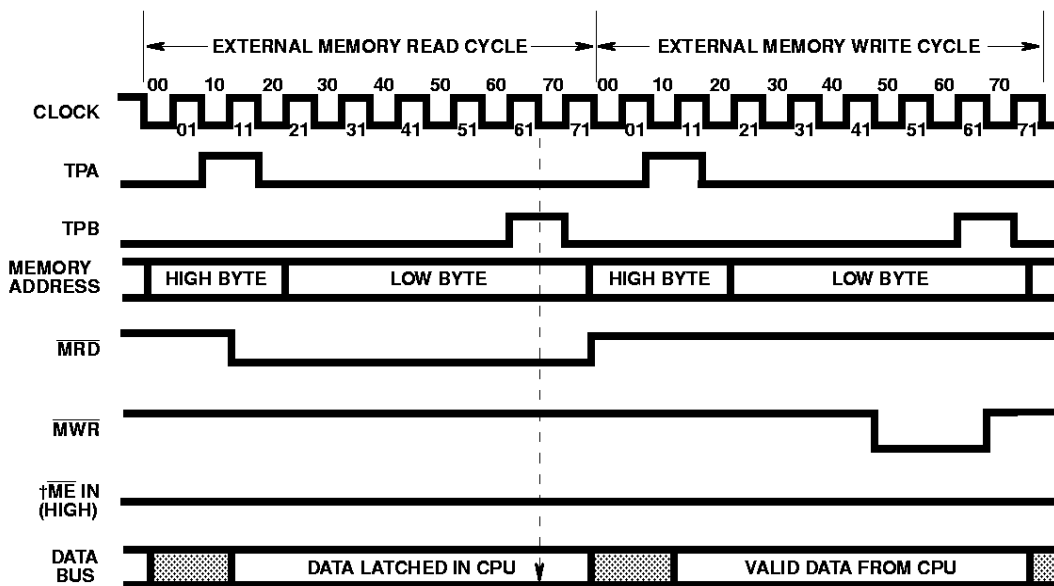 EXTERNAL MEMORY READ CYCLE EXTERNAL MEMORY WRITE CYCLE
00 10 20 30 40 50 60 70 00 10 20 30 40 50 60 70
CLOCK
01 11 21 31 41 51 61 71 01 11 21 31 41 51 61 71
TPA
TPB
MEMORY
ADDRESS
HIGH BYTE LOW BYTE HIGH BYTE LOW BYTE
MRD
MWR
†ME IN
(HIGH)
DATA
BUS
DATA LATCHED IN CPU VALID DATA FROM CPU